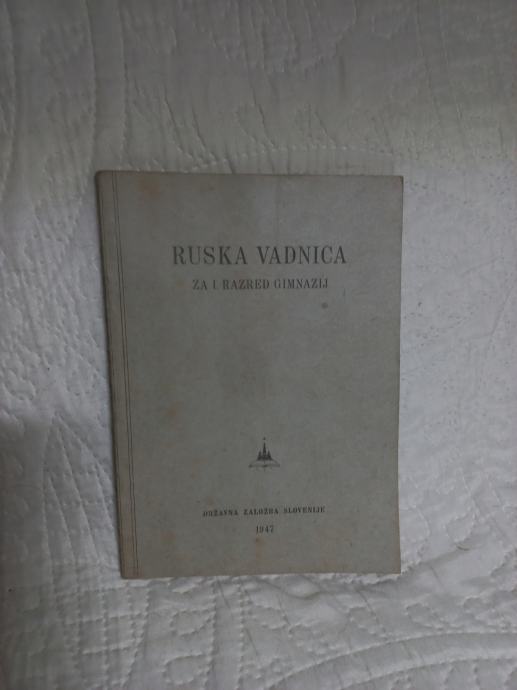 RUSKA VADNICA
ZA I. RAZRED GIMNAZIJ
DRŽAVNA ZALOŽBA SLOVENIJE
1947